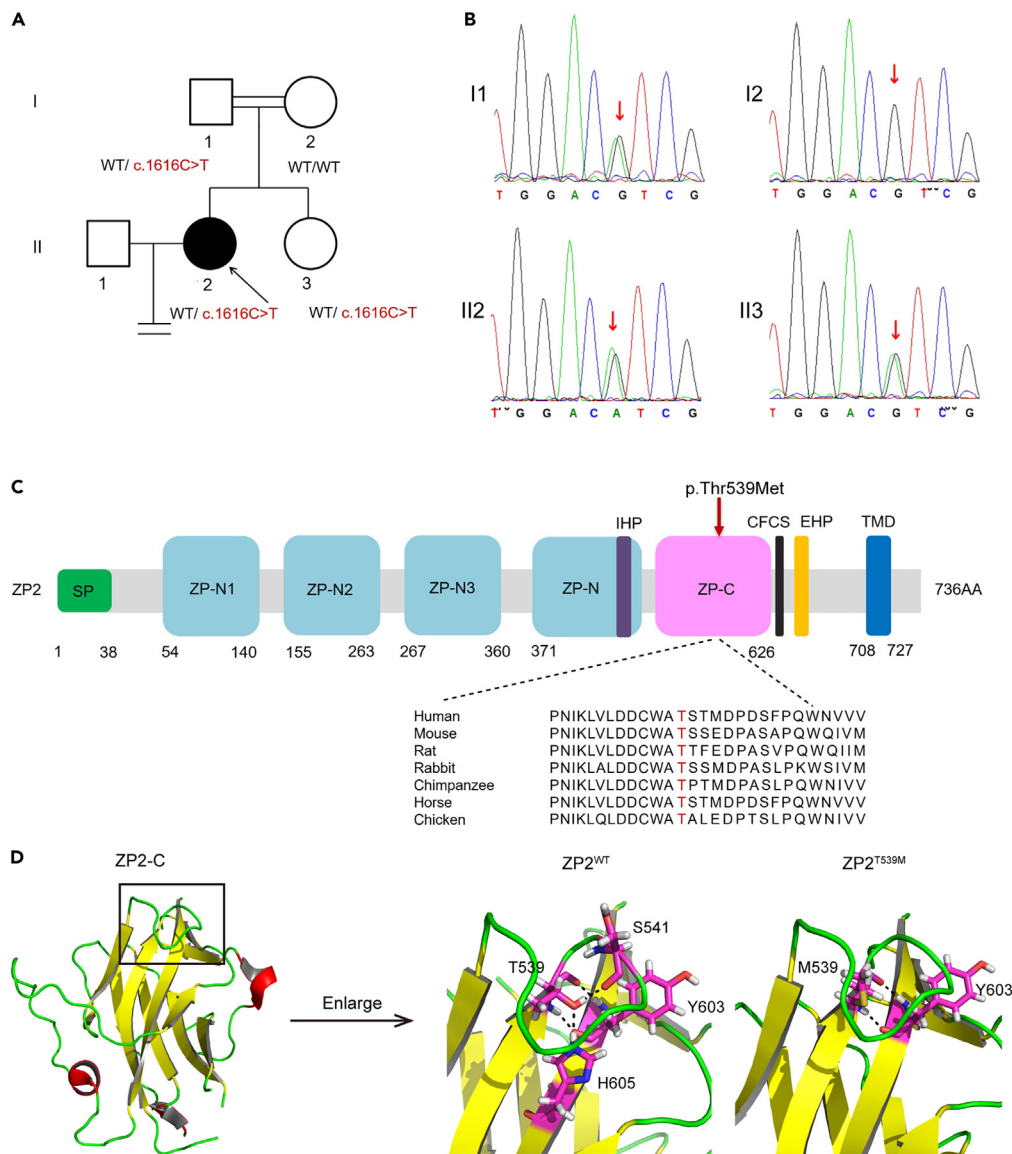 A
I
1
2
WT/ c.1616C>T
WT/WT
II
1
2
3
WT/ c.1616C>T
WT/ c.1616C>T
B
I1
T G G A C G T C G
I2
T G G A C G T C G
II2
T G G A C A T C G
II3
T G G A C G T C G
C
p.Thr539Met
IHP
CFCS
EHP
TMD
ZP2
SP
ZP-N1
ZP-N2
ZP-N3
ZP-N
ZP-C
736AA
1
38
54
140
155
263
267
360
371
626
708
727
Human PNIKLVLDDCWATSTMDPDSFPQWNVVV
Mouse PNIKLVLDDCWATSSEDPASAPQWQIVM
Rat PNIKLVLDDCWATTFEDPASVPQWQIIM
Rabbit PNIKLALDDCWATSSMDPASLPKWSIVM
Chimpanzee PNIKLVLDDCWATPTMDPASLPQWNIVV
Horse PNIKLVLDDCWATSTMDPDSFPQWNVVV
Chicken PNIKLQLDDCWATALEDPTSLPQWNIVV
D
ZP2-C
Enlarge
ZP2WT
S541
T539
Y603
H605
ZP2T539M
M539
Y603